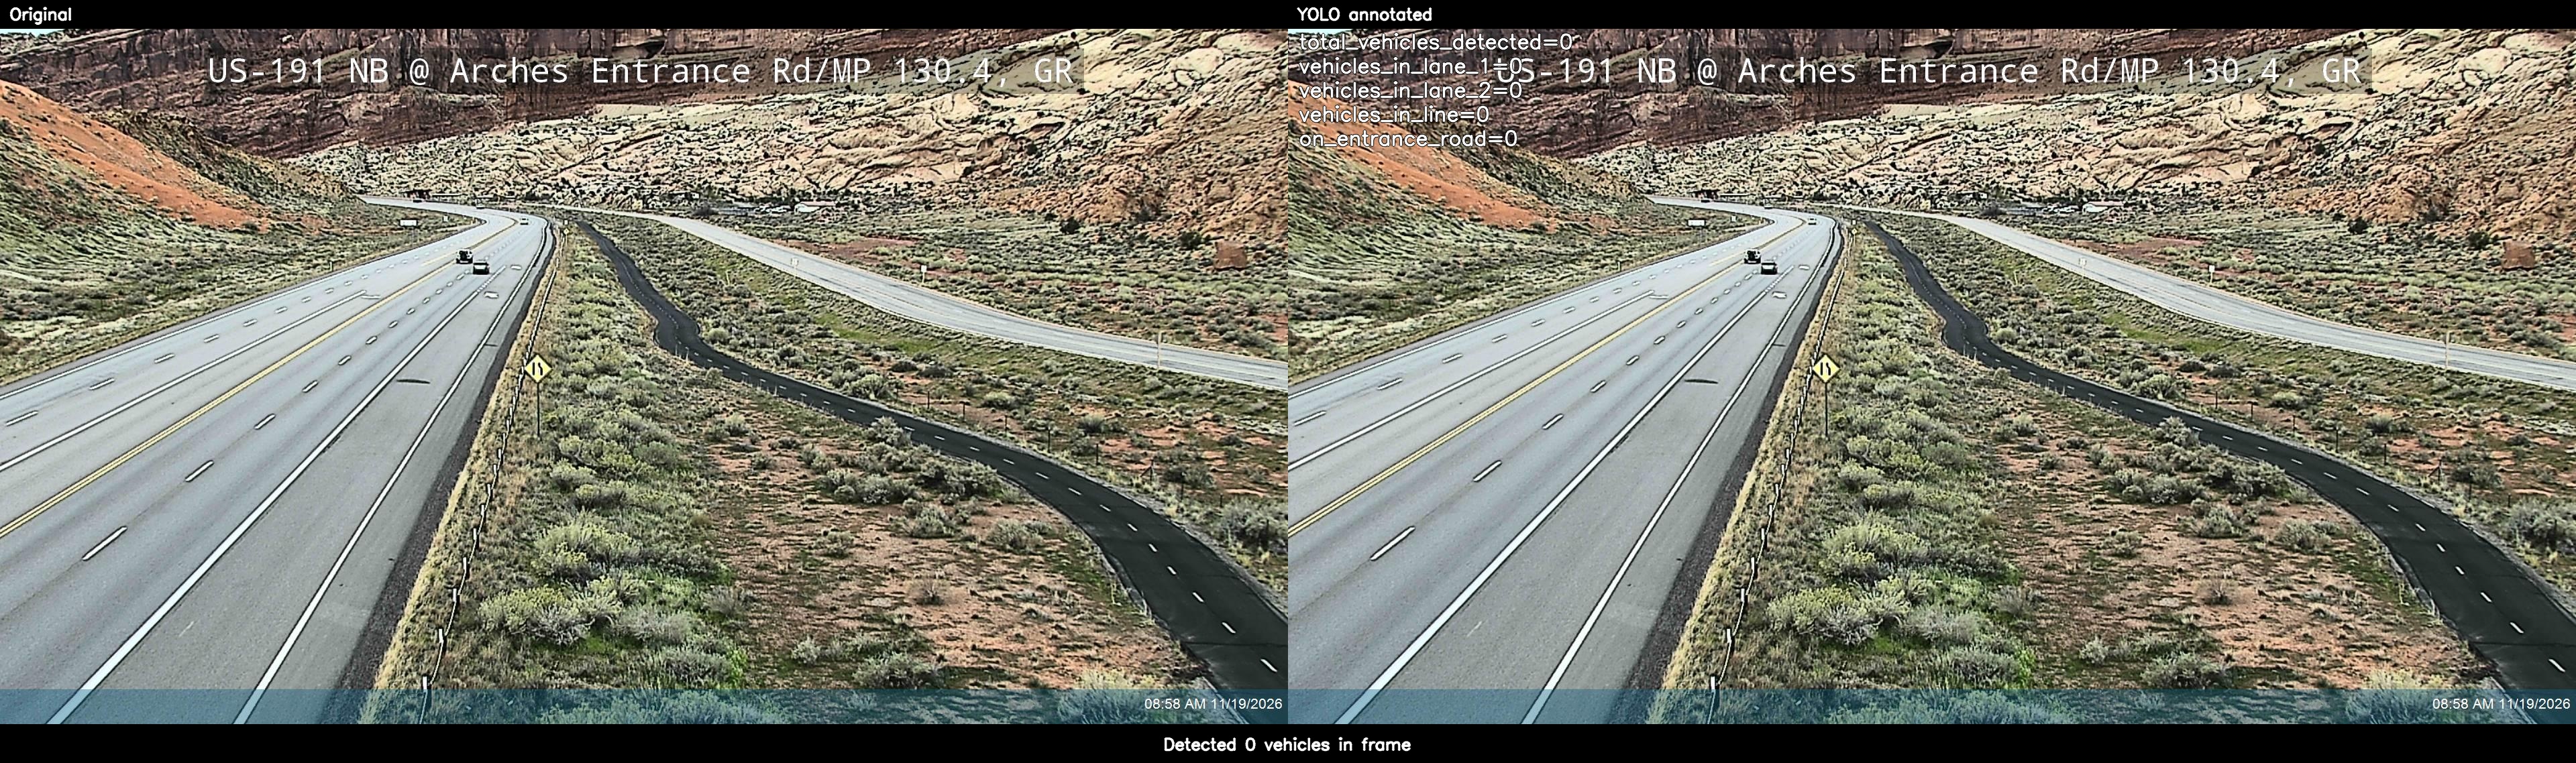 Original
US-191 NB @ Arches Entrance Rd/MP 130.4, GR
08:58 AM 11/19/2026
YOLO annotated
total_vehicles_detected=0
vehicles_in_lane_1=0
US-191 NB @ Arches Entrance Rd/MP 130.4, GR
vehicles_in_lane_2=0
vehicles_in_line=0
on_entrance_road=0
08:58 AM 11/19/2026
Detected 0 vehicles in frame